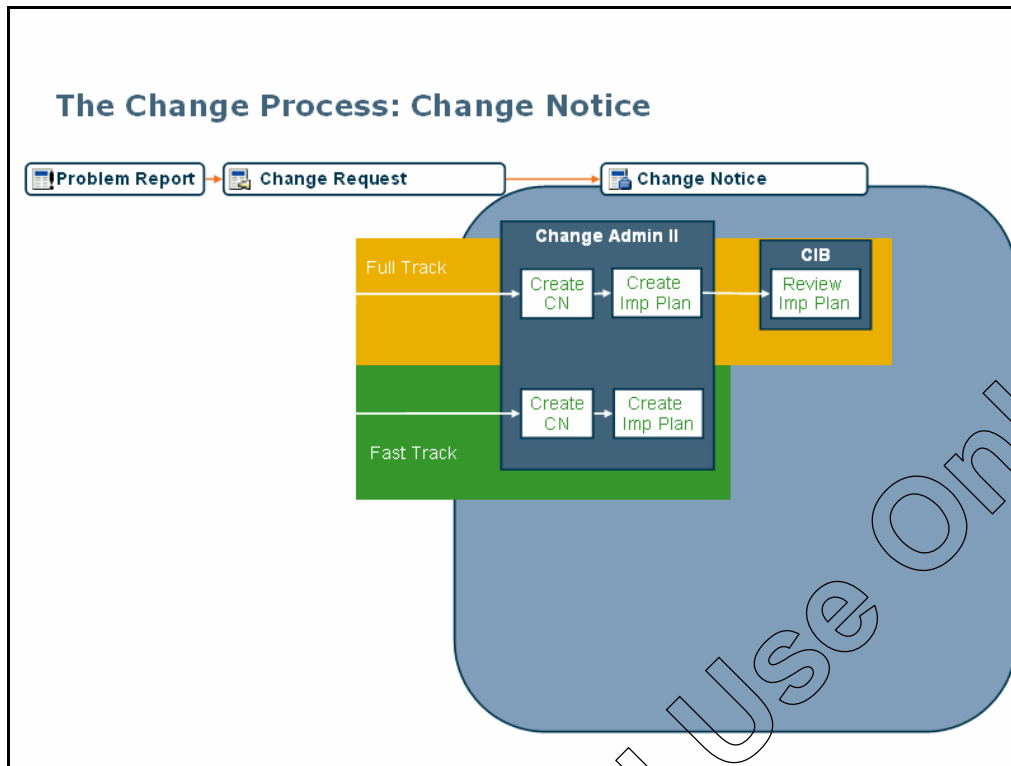 The Change Process: Change Notice
Problem Report
Change Request
Change Notice
Change Admin II
CIB
Full Track
Create
CN
Create
Imp Plan
Review
Imp Plan
Create
CN
Create
Imp Plan
Fast Track
Use